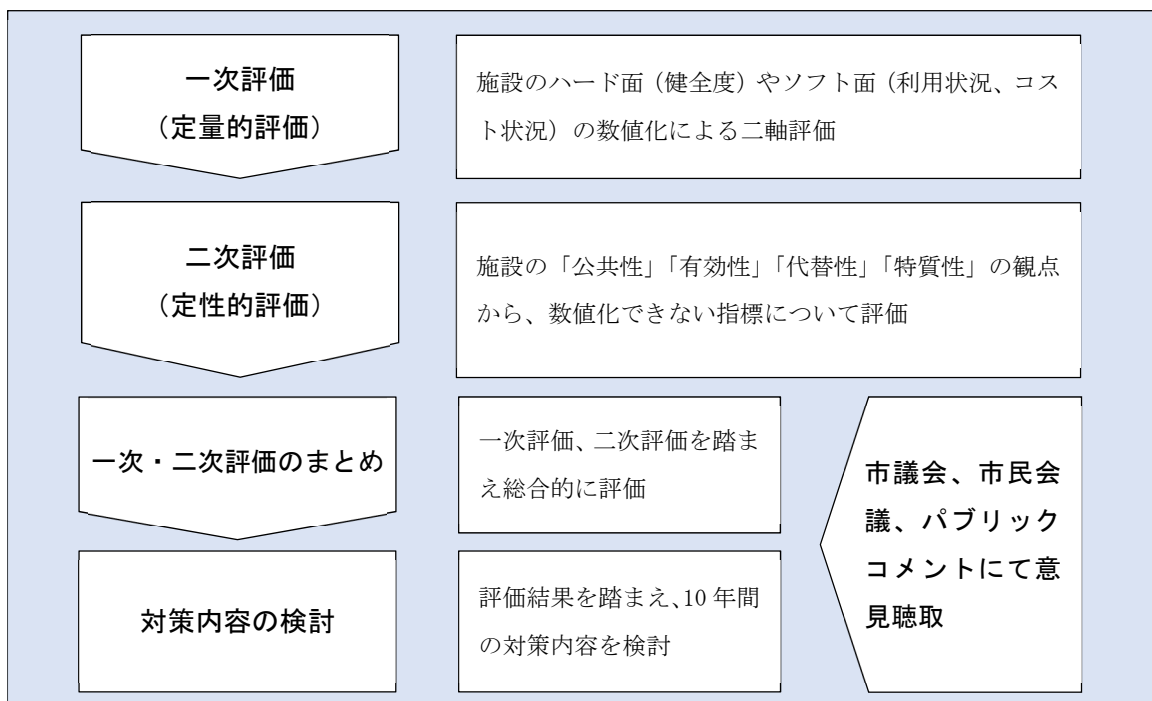 一次評価
（定量的評価）
施設のハード面（健全度）やソフト面（利用状況、コス
ト状況）の数値化による二軸評価
二次評価
（定性的評価）
施設の「公共性」「有効性」「代替性」「特質性」の観点
から、数値化できない指標について評価
一次・二次評価のまとめ
一次評価、二次評価を踏ま
え総合的に評価
対策内容の検討
評価結果を踏まえ、10 年間
の対策内容を検討
市議会、市民会
議、パブリック
コメントにて意
見聴取